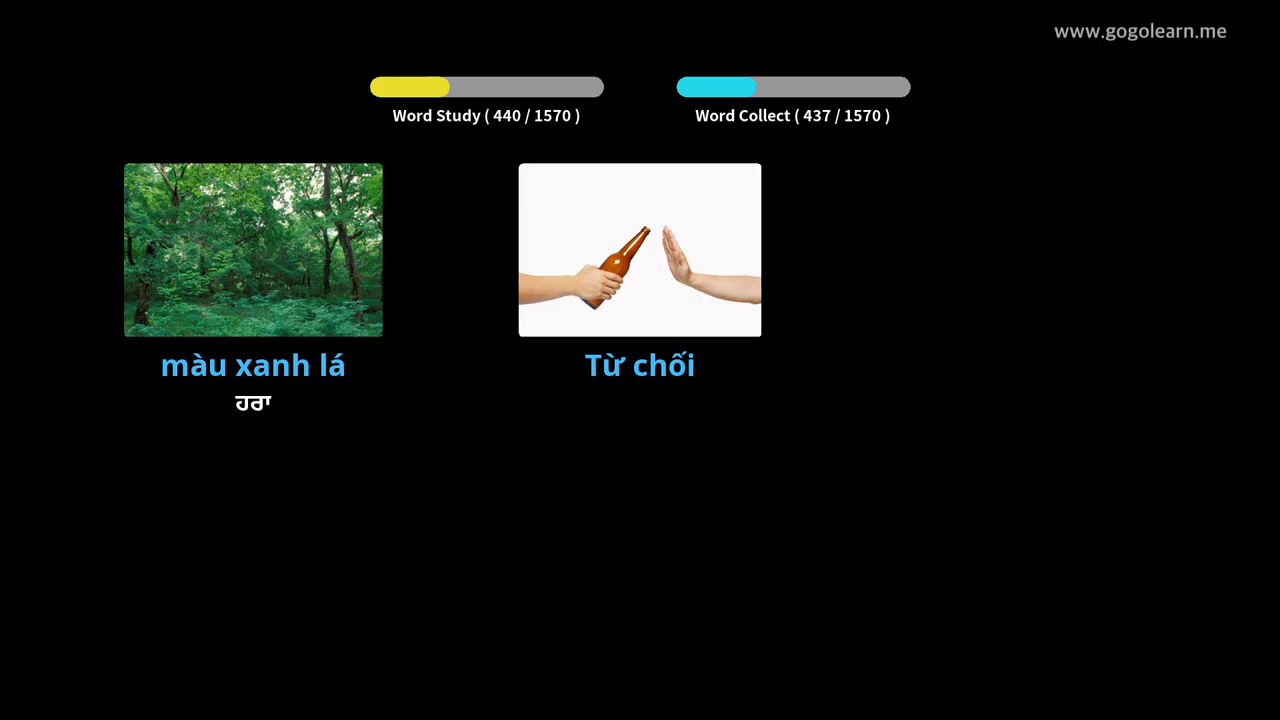 www.gogolearn.me
Word Study ( 440 / 1570 )
Word Collect ( 437 / 1570 )
màu xanh lá
ਹਰਾ
Từ chối